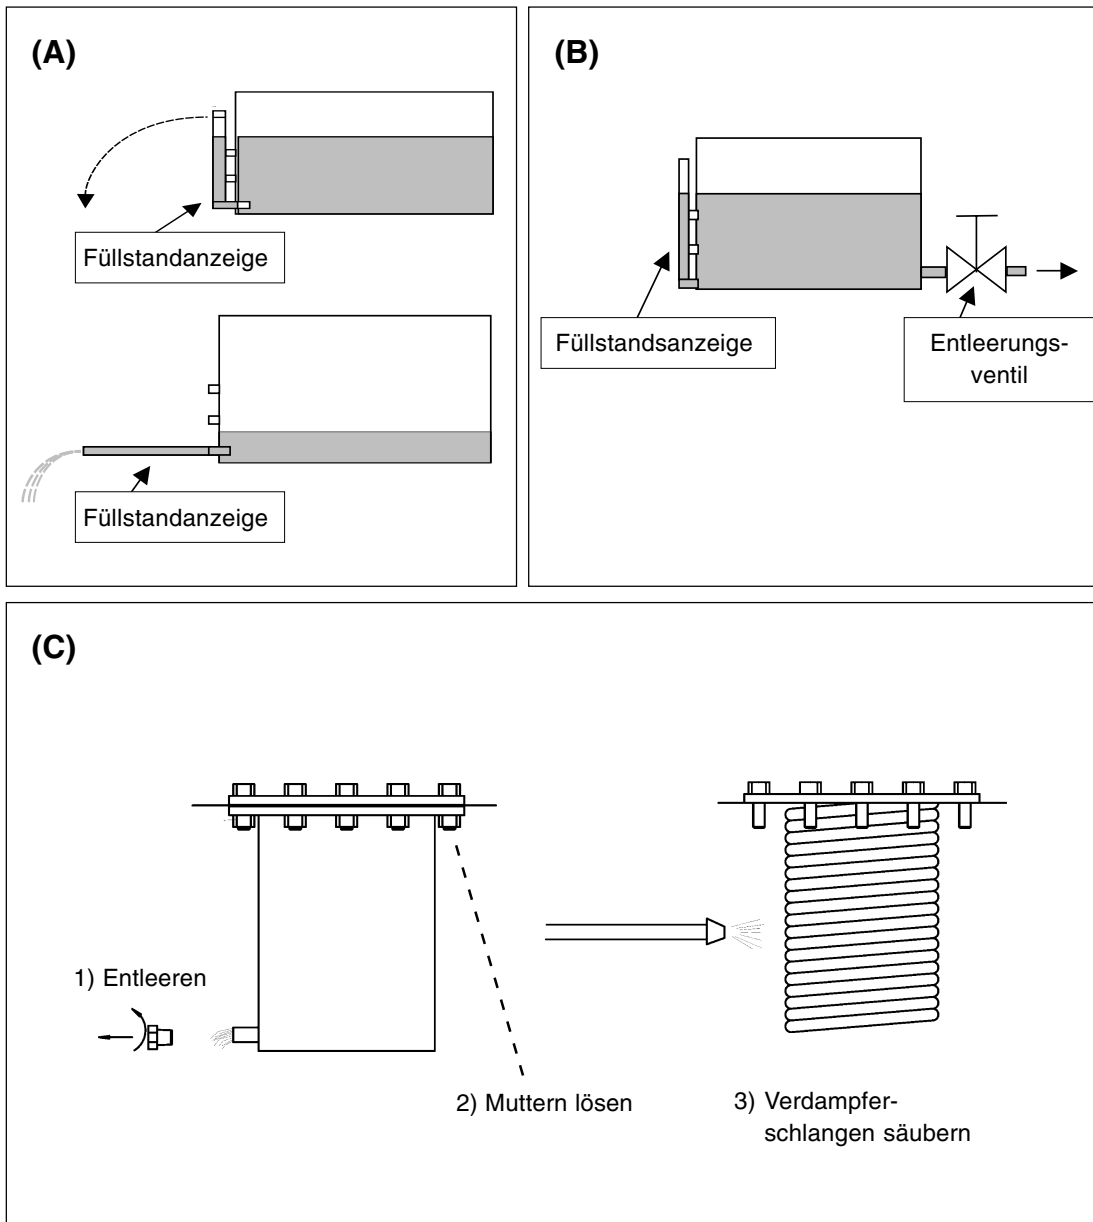 (A)
Füllstandanzeige
Füllstandanzeige
(B)
Füllstandsanzeige
Entleerungs-
ventil
(C)
1) Entleeren
2) Muttern lösen
3) Verdampfer-
schlangen säubern